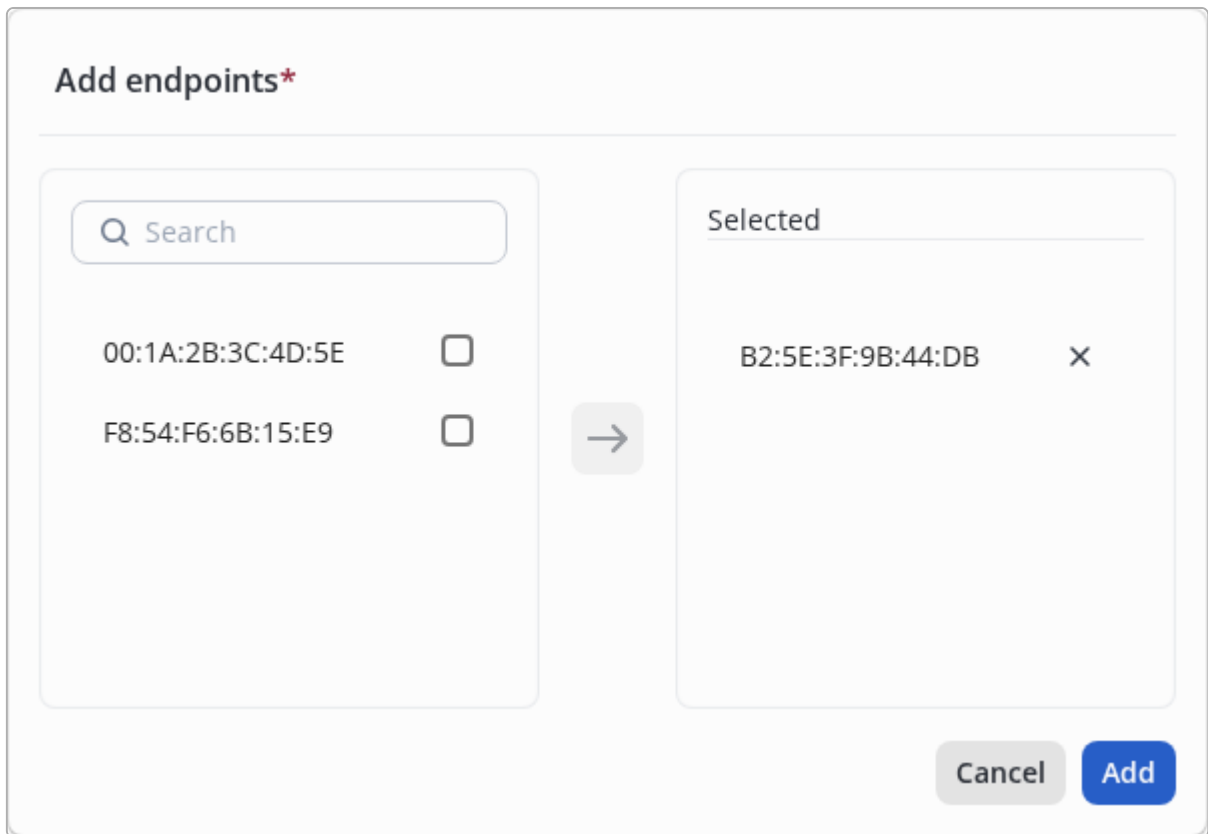 Add endpoints*
Search
00:1A:2B:3C:4D:5E
F8:54:F6:6B:15:E9
Selected
B2:5E:3F:9B:44:DB
Cancel
Add